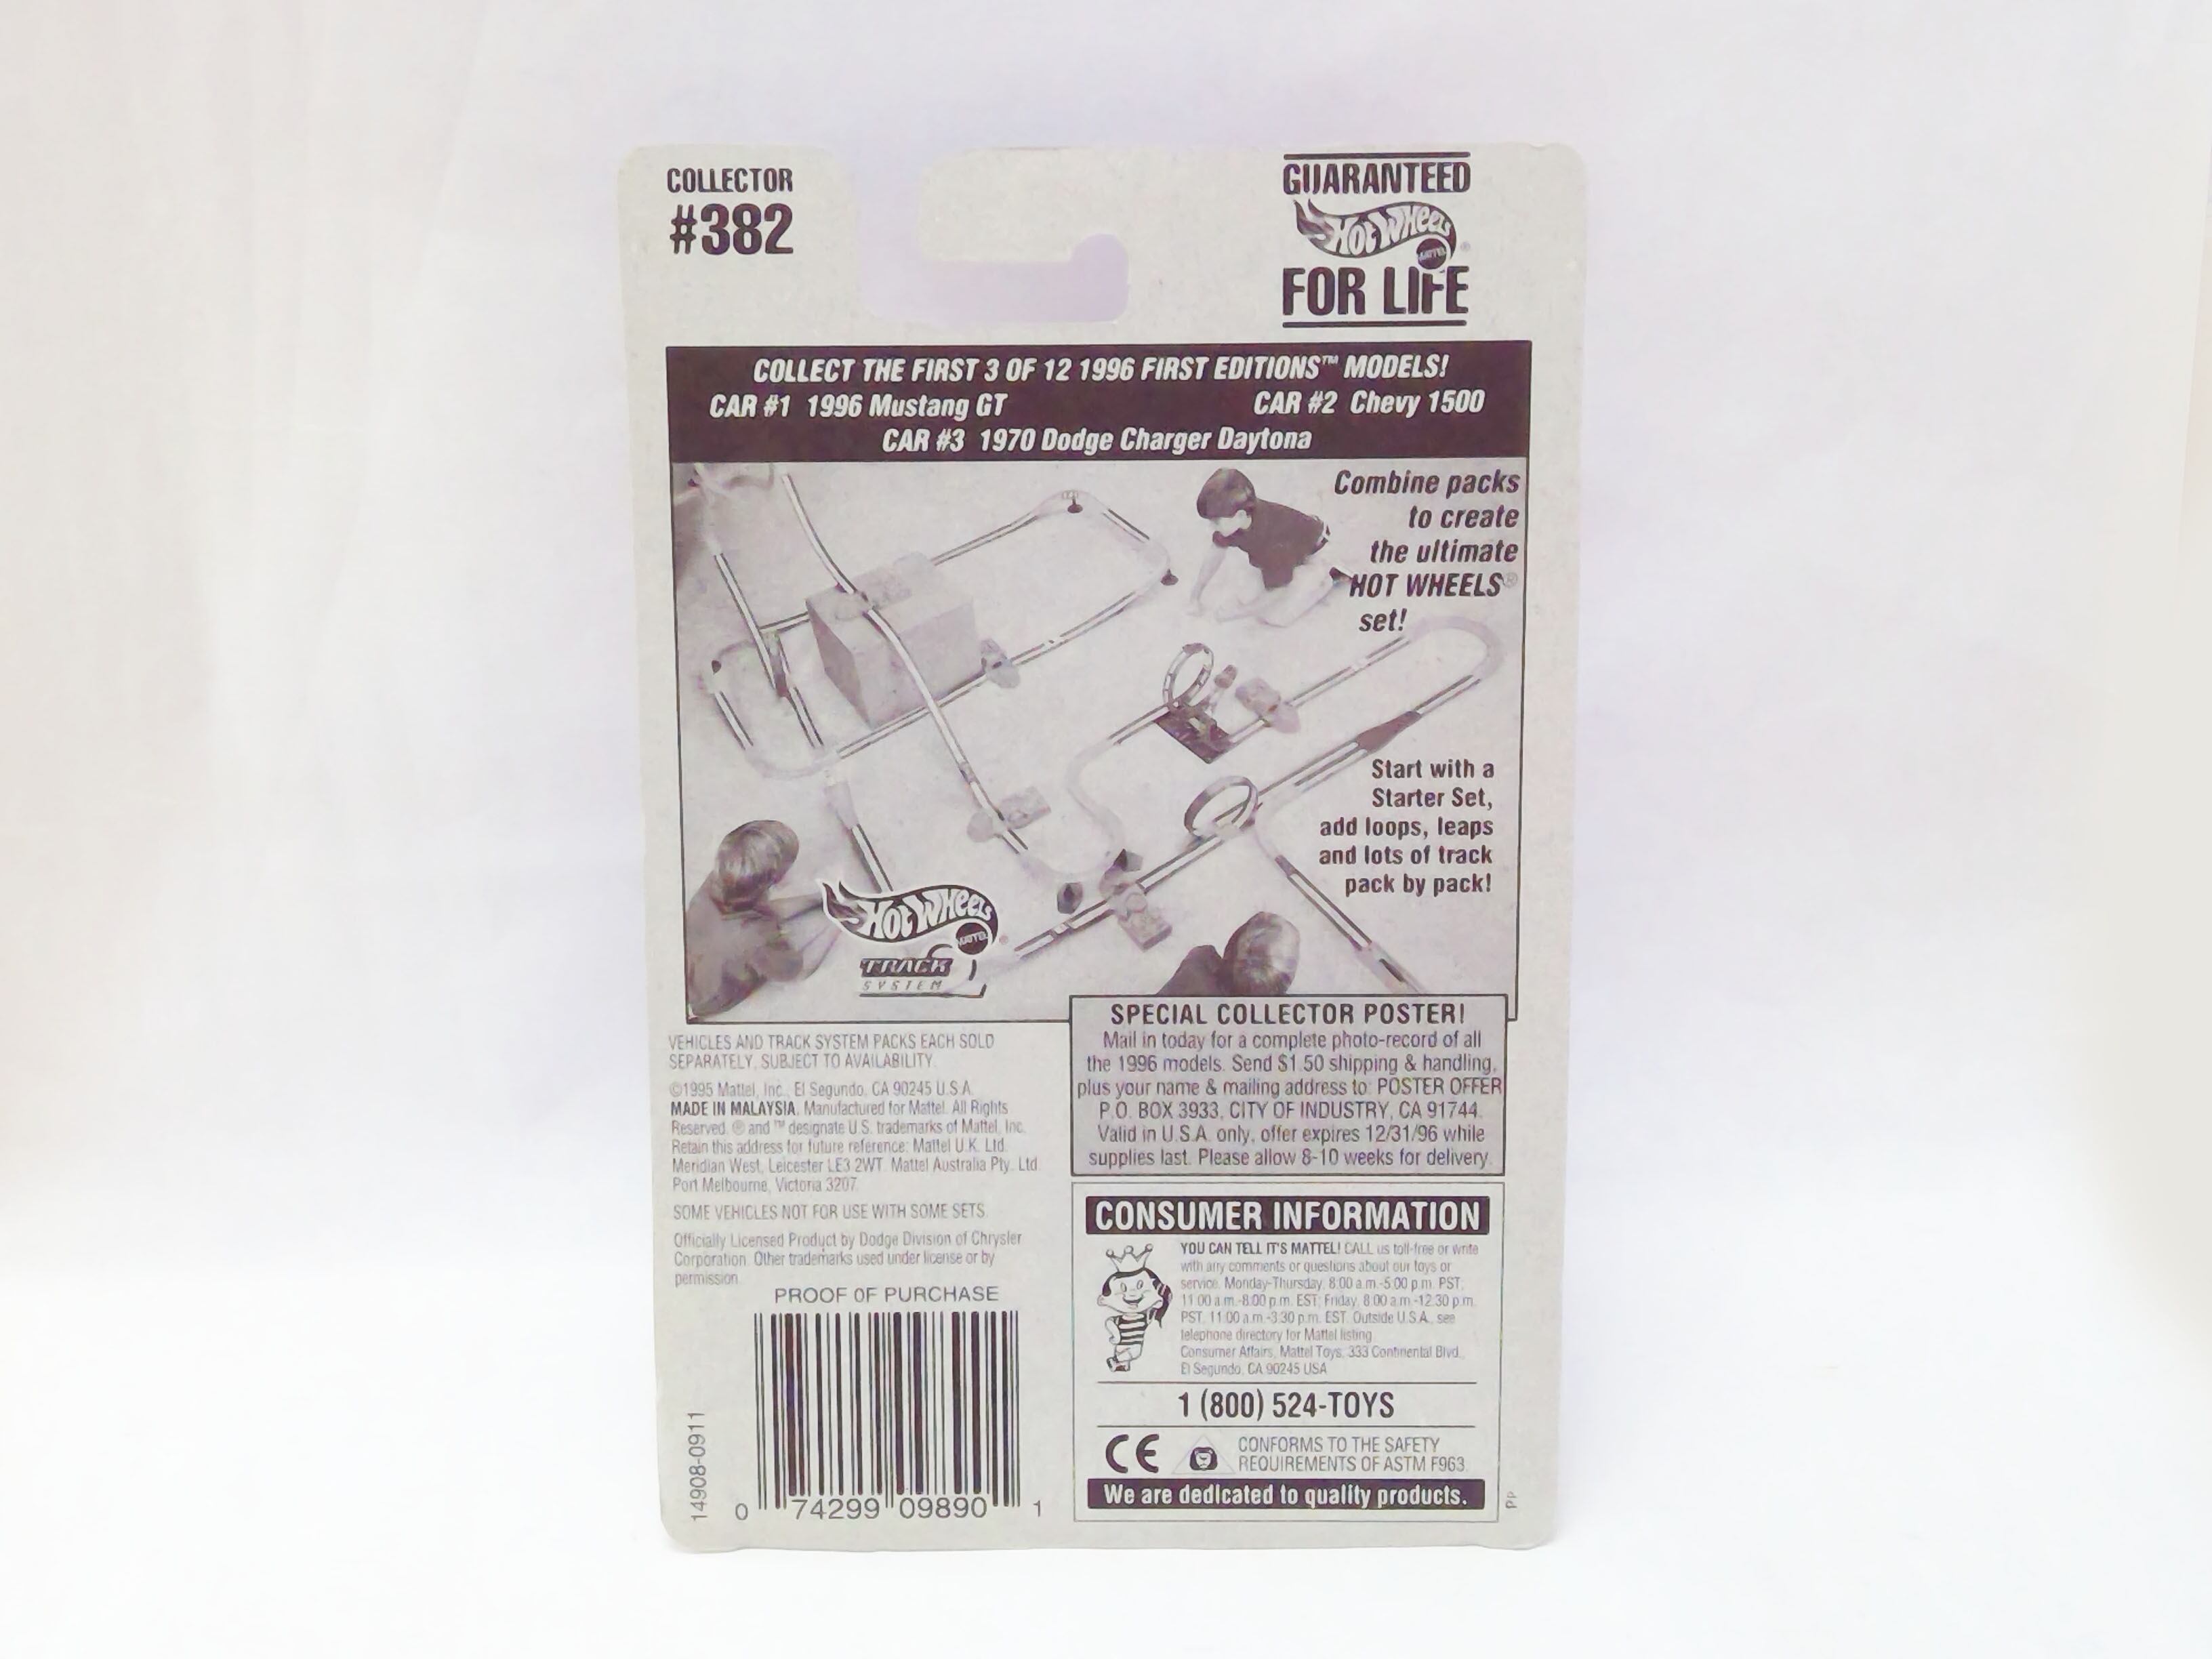 COLLECTOR
#382
GUARANTEED
HOT WHEELS
MATTEL
®
FOR LIFE
COLLECT THE FIRST 3 OF 12 1996 FIRST EDITIONS™ MODELS!
CAR #1 1996 Mustang GT CAR #2 Chevy 1500
CAR #3 1970 Dodge Charger Daytona
Combine packs
to create
the ultimate
HOT WHEELS®
set!
Start with a
Starter Set,
add loops, leaps
and lots of track
pack by pack!
HOT WHEELS
MATTEL
TRACK
SYSTEM
VEHICLES AND TRACK SYSTEM PACKS EACH SOLD
SEPARATELY, SUBJECT TO AVAILABILITY.
©1995 Mattel, Inc., El Segundo, CA 90245 U.S.A.
MADE IN MALAYSIA. Manufactured for Mattel. All Rights
Reserved. ® and ™ designate U.S. trademarks of Mattel, Inc.
Retain this address for future reference: Mattel U.K. Ltd.
Meridian West, Leicester LE3 2WT. Mattel Australia Pty. Ltd.
Port Melbourne, Victoria 3207.
SOME VEHICLES NOT FOR USE WITH SOME SETS.
Officially Licensed Product by Dodge Division of Chrysler
Corporation. Other trademarks used under license or by
permission.
PROOF OF PURCHASE
14908-0911
0 74299 09890 1
SPECIAL COLLECTOR POSTER!
Mail in today for a complete photo-record of all
the 1996 models. Send $1.50 shipping & handling,
plus your name & mailing address to: POSTER OFFER
P.O. BOX 3933, CITY OF INDUSTRY, CA 91744.
Valid in U.S.A. only, offer expires 12/31/96 while
supplies last. Please allow 8-10 weeks for delivery.
CONSUMER INFORMATION
YOU CAN TELL IT'S MATTEL! CALL us toll-free or write
with any comments or questions about our toys or
service. Monday-Thursday, 8:00 a.m.-5:00 p.m. PST;
11:00 a.m.-8:00 p.m. EST; Friday, 8:00 a.m.-12:30 p.m.
PST, 11:00 a.m.-3:30 p.m. EST. Outside U.S.A., see
telephone directory for Mattel listing.
Consumer Affairs, Mattel Toys, 333 Continental Blvd.,
El Segundo, CA 90245 USA
1 (800) 524-TOYS
CE
CONFORMS TO THE SAFETY
REQUIREMENTS OF ASTM F963.
We are dedicated to quality products.
PP